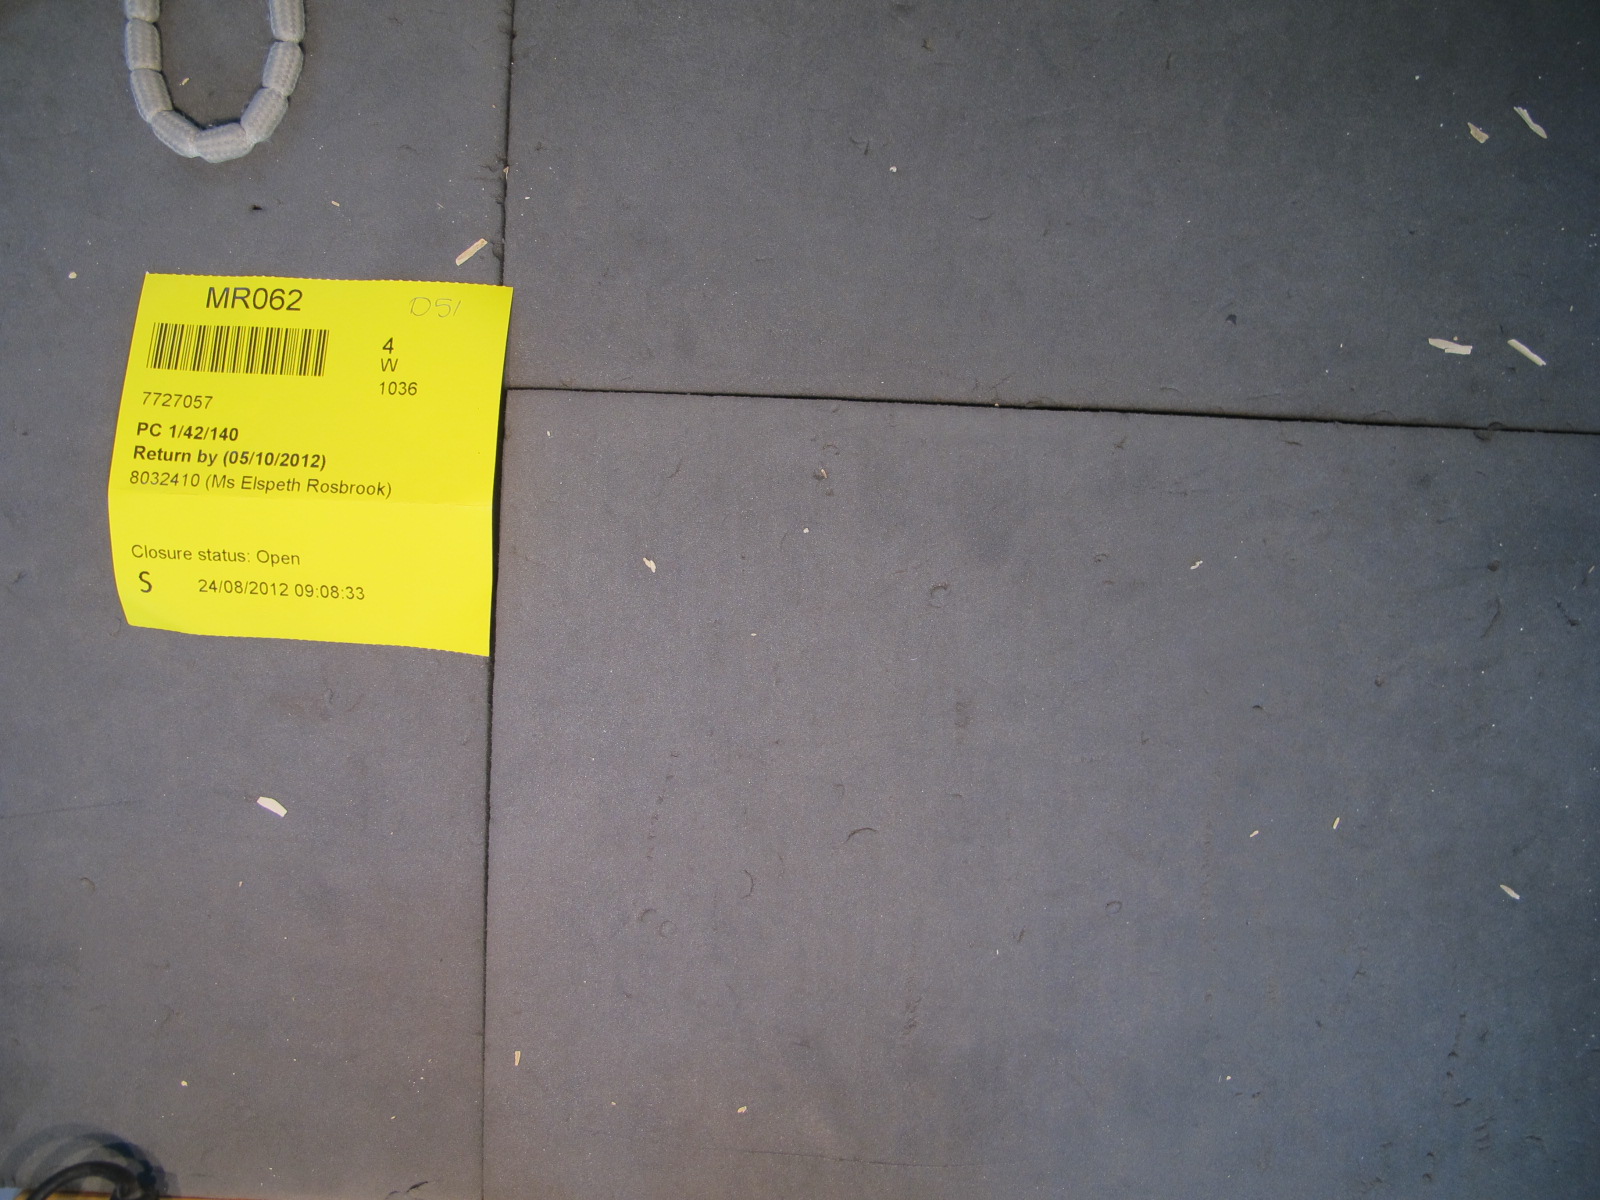 MR062
D51
4
W
1036
7727057
PC 1/42/140
Return by (05/10/2012)
8032410 (Ms Elspeth Rosbrook)
Closure status: Open
S 24/08/2012 09:08:33